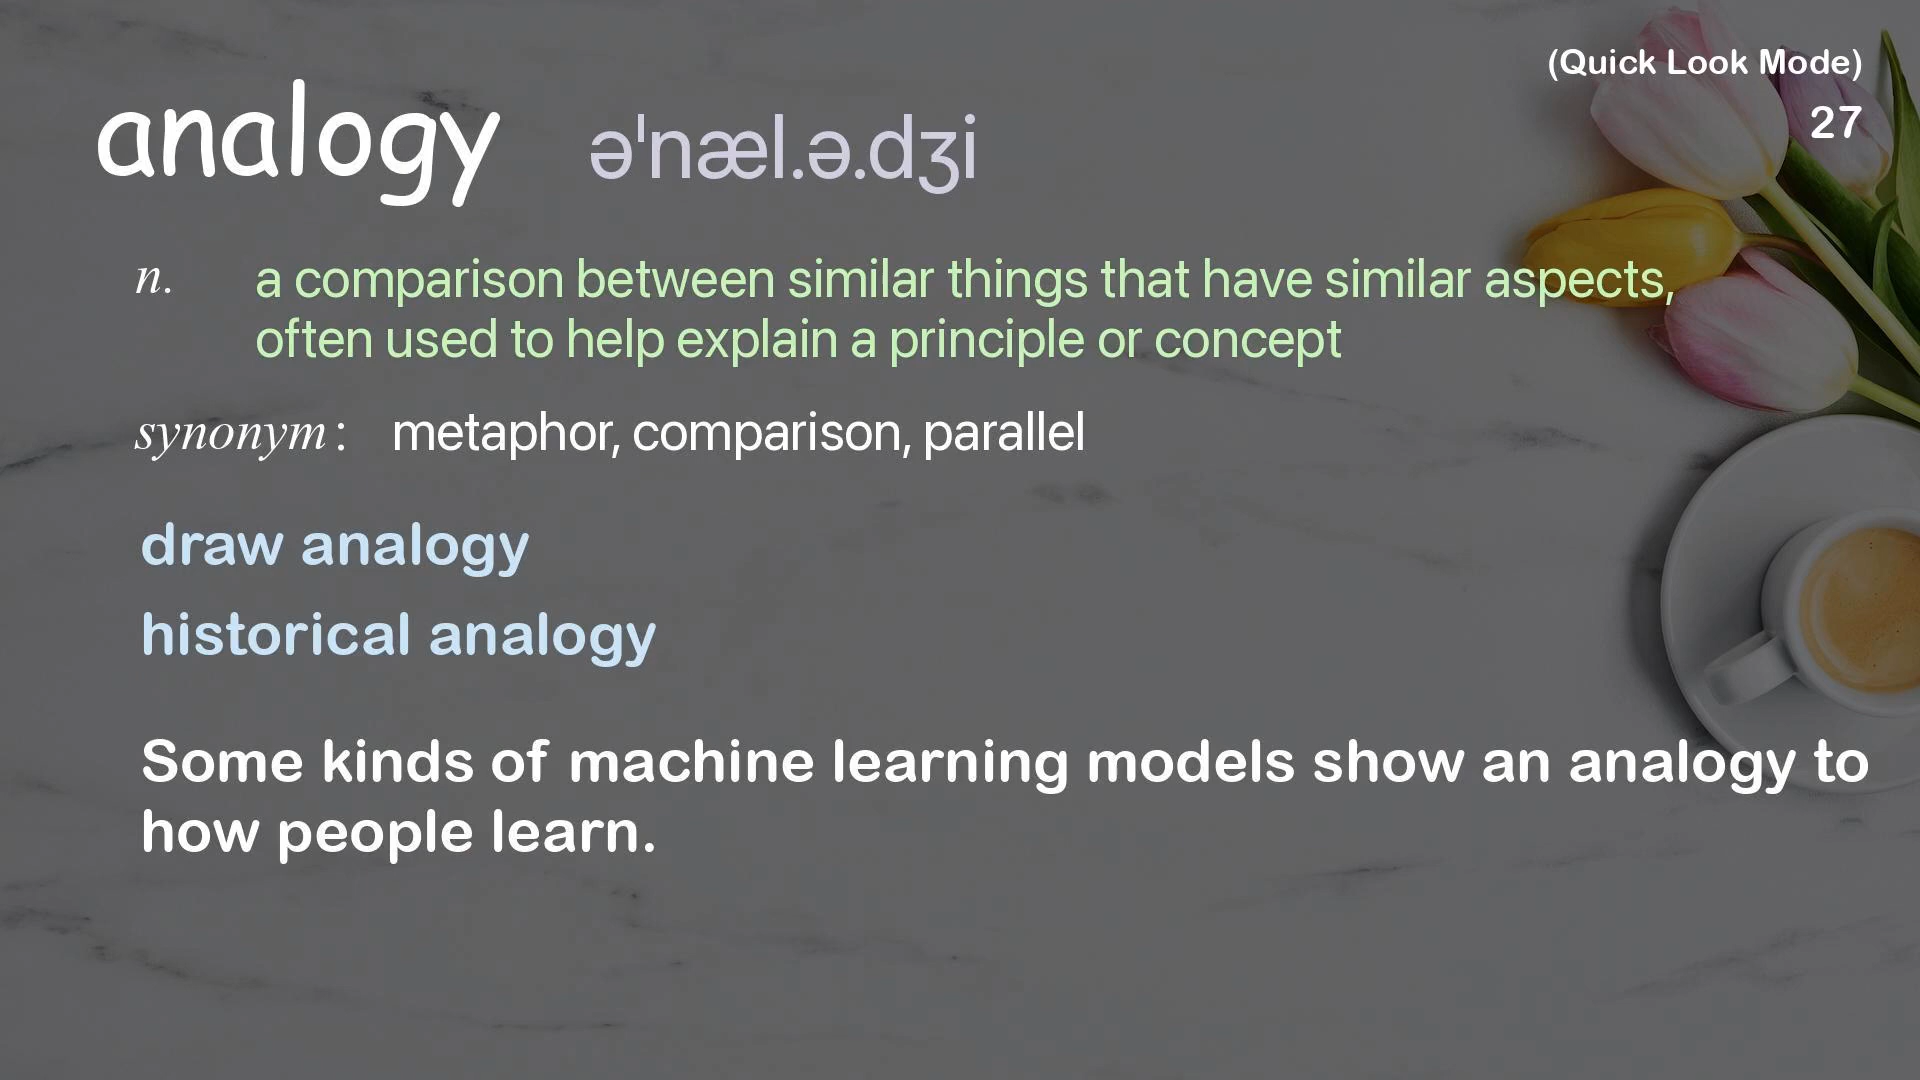 (Quick Look Mode)
27
analogy əˈnæl.ə.dʒi
n. a comparison between similar things that have similar aspects,
often used to help explain a principle or concept
synonym: metaphor, comparison, parallel
draw analogy
historical analogy
Some kinds of machine learning models show an analogy to
how people learn.